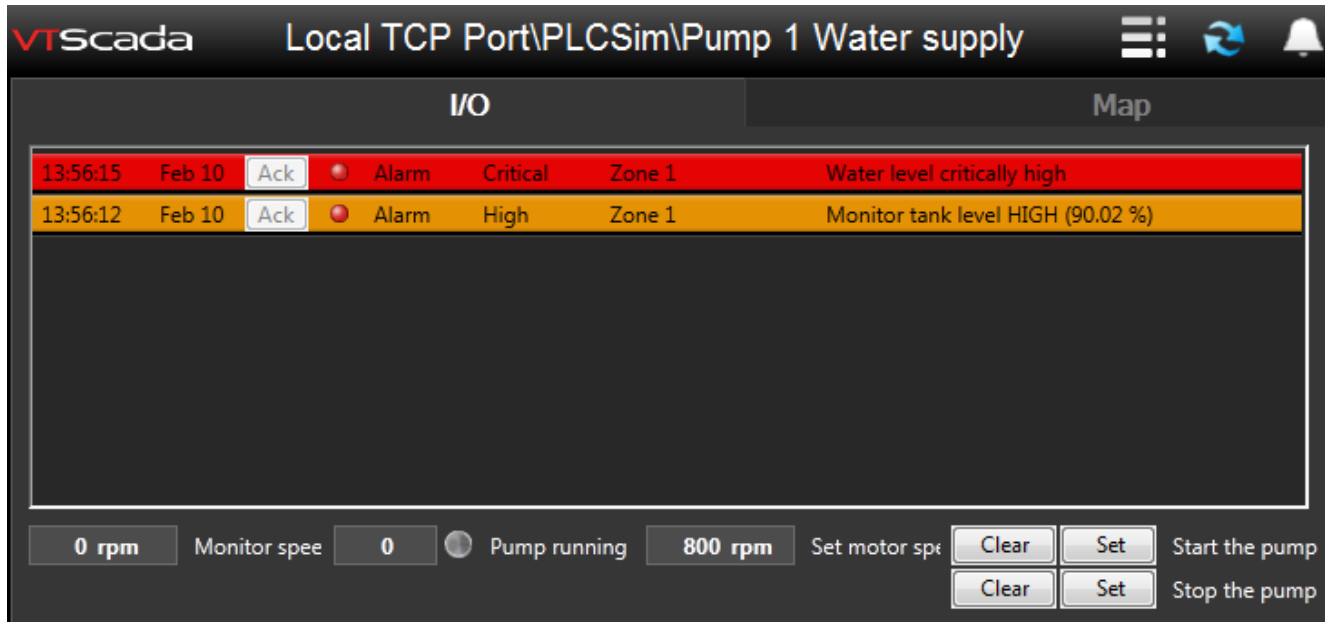 VTScada Local TCP Port\PLCSim\Pump 1 Water supply
I/O Map
13:56:15 Feb 10 Ack Alarm Critical Zone 1 Water level critically high
13:56:12 Feb 10 Ack Alarm High Zone 1 Monitor tank level HIGH (90.02 %)
0 rpm Monitor spee 0 Pump running 800 rpm Set motor spe Clear Set Start the pump
Clear Set Stop the pump